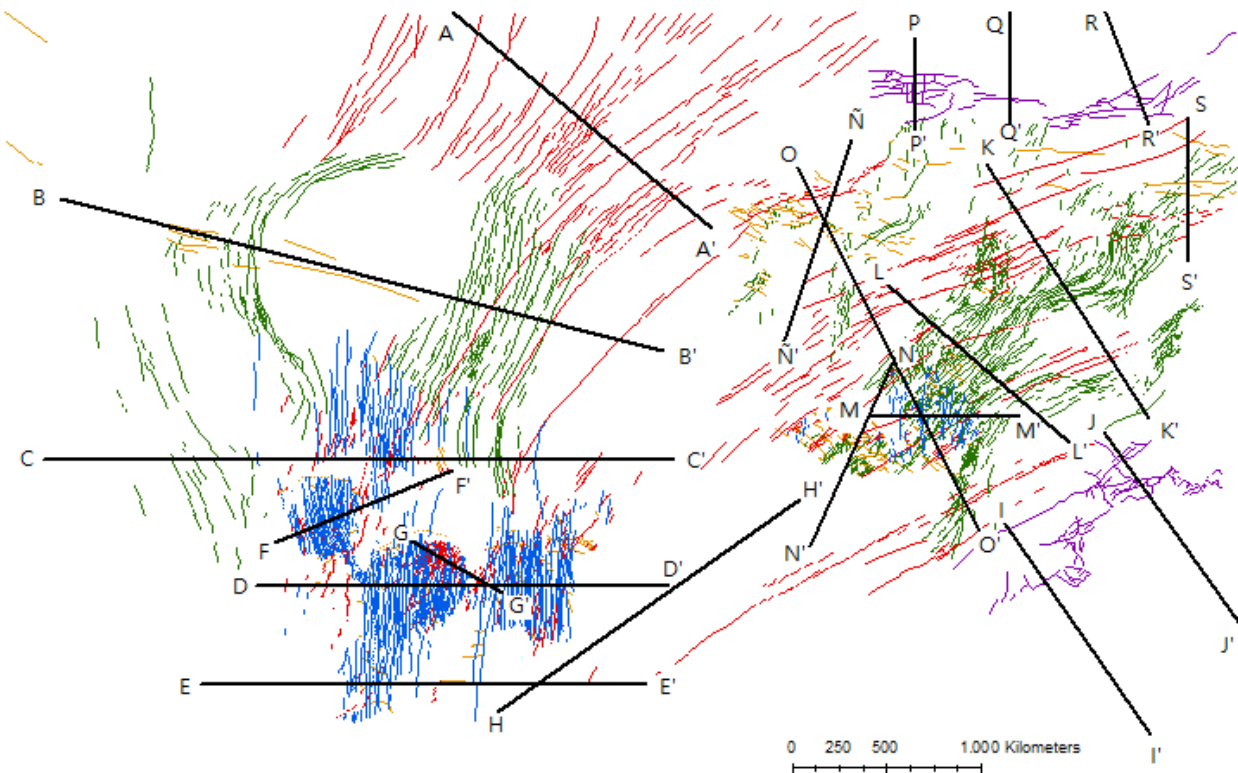 A
P
Q
R
S
Ñ
O
P'
Q'
R'
K
B
A'
L
S'
Ñ'
B'
N
M
M'
J
K'
C
C'
L'
F'
H'
I
F
G
N'
O'
D
D'
G'
E
E'
H
J'
I'
0 250 500 1.000 Kilometers